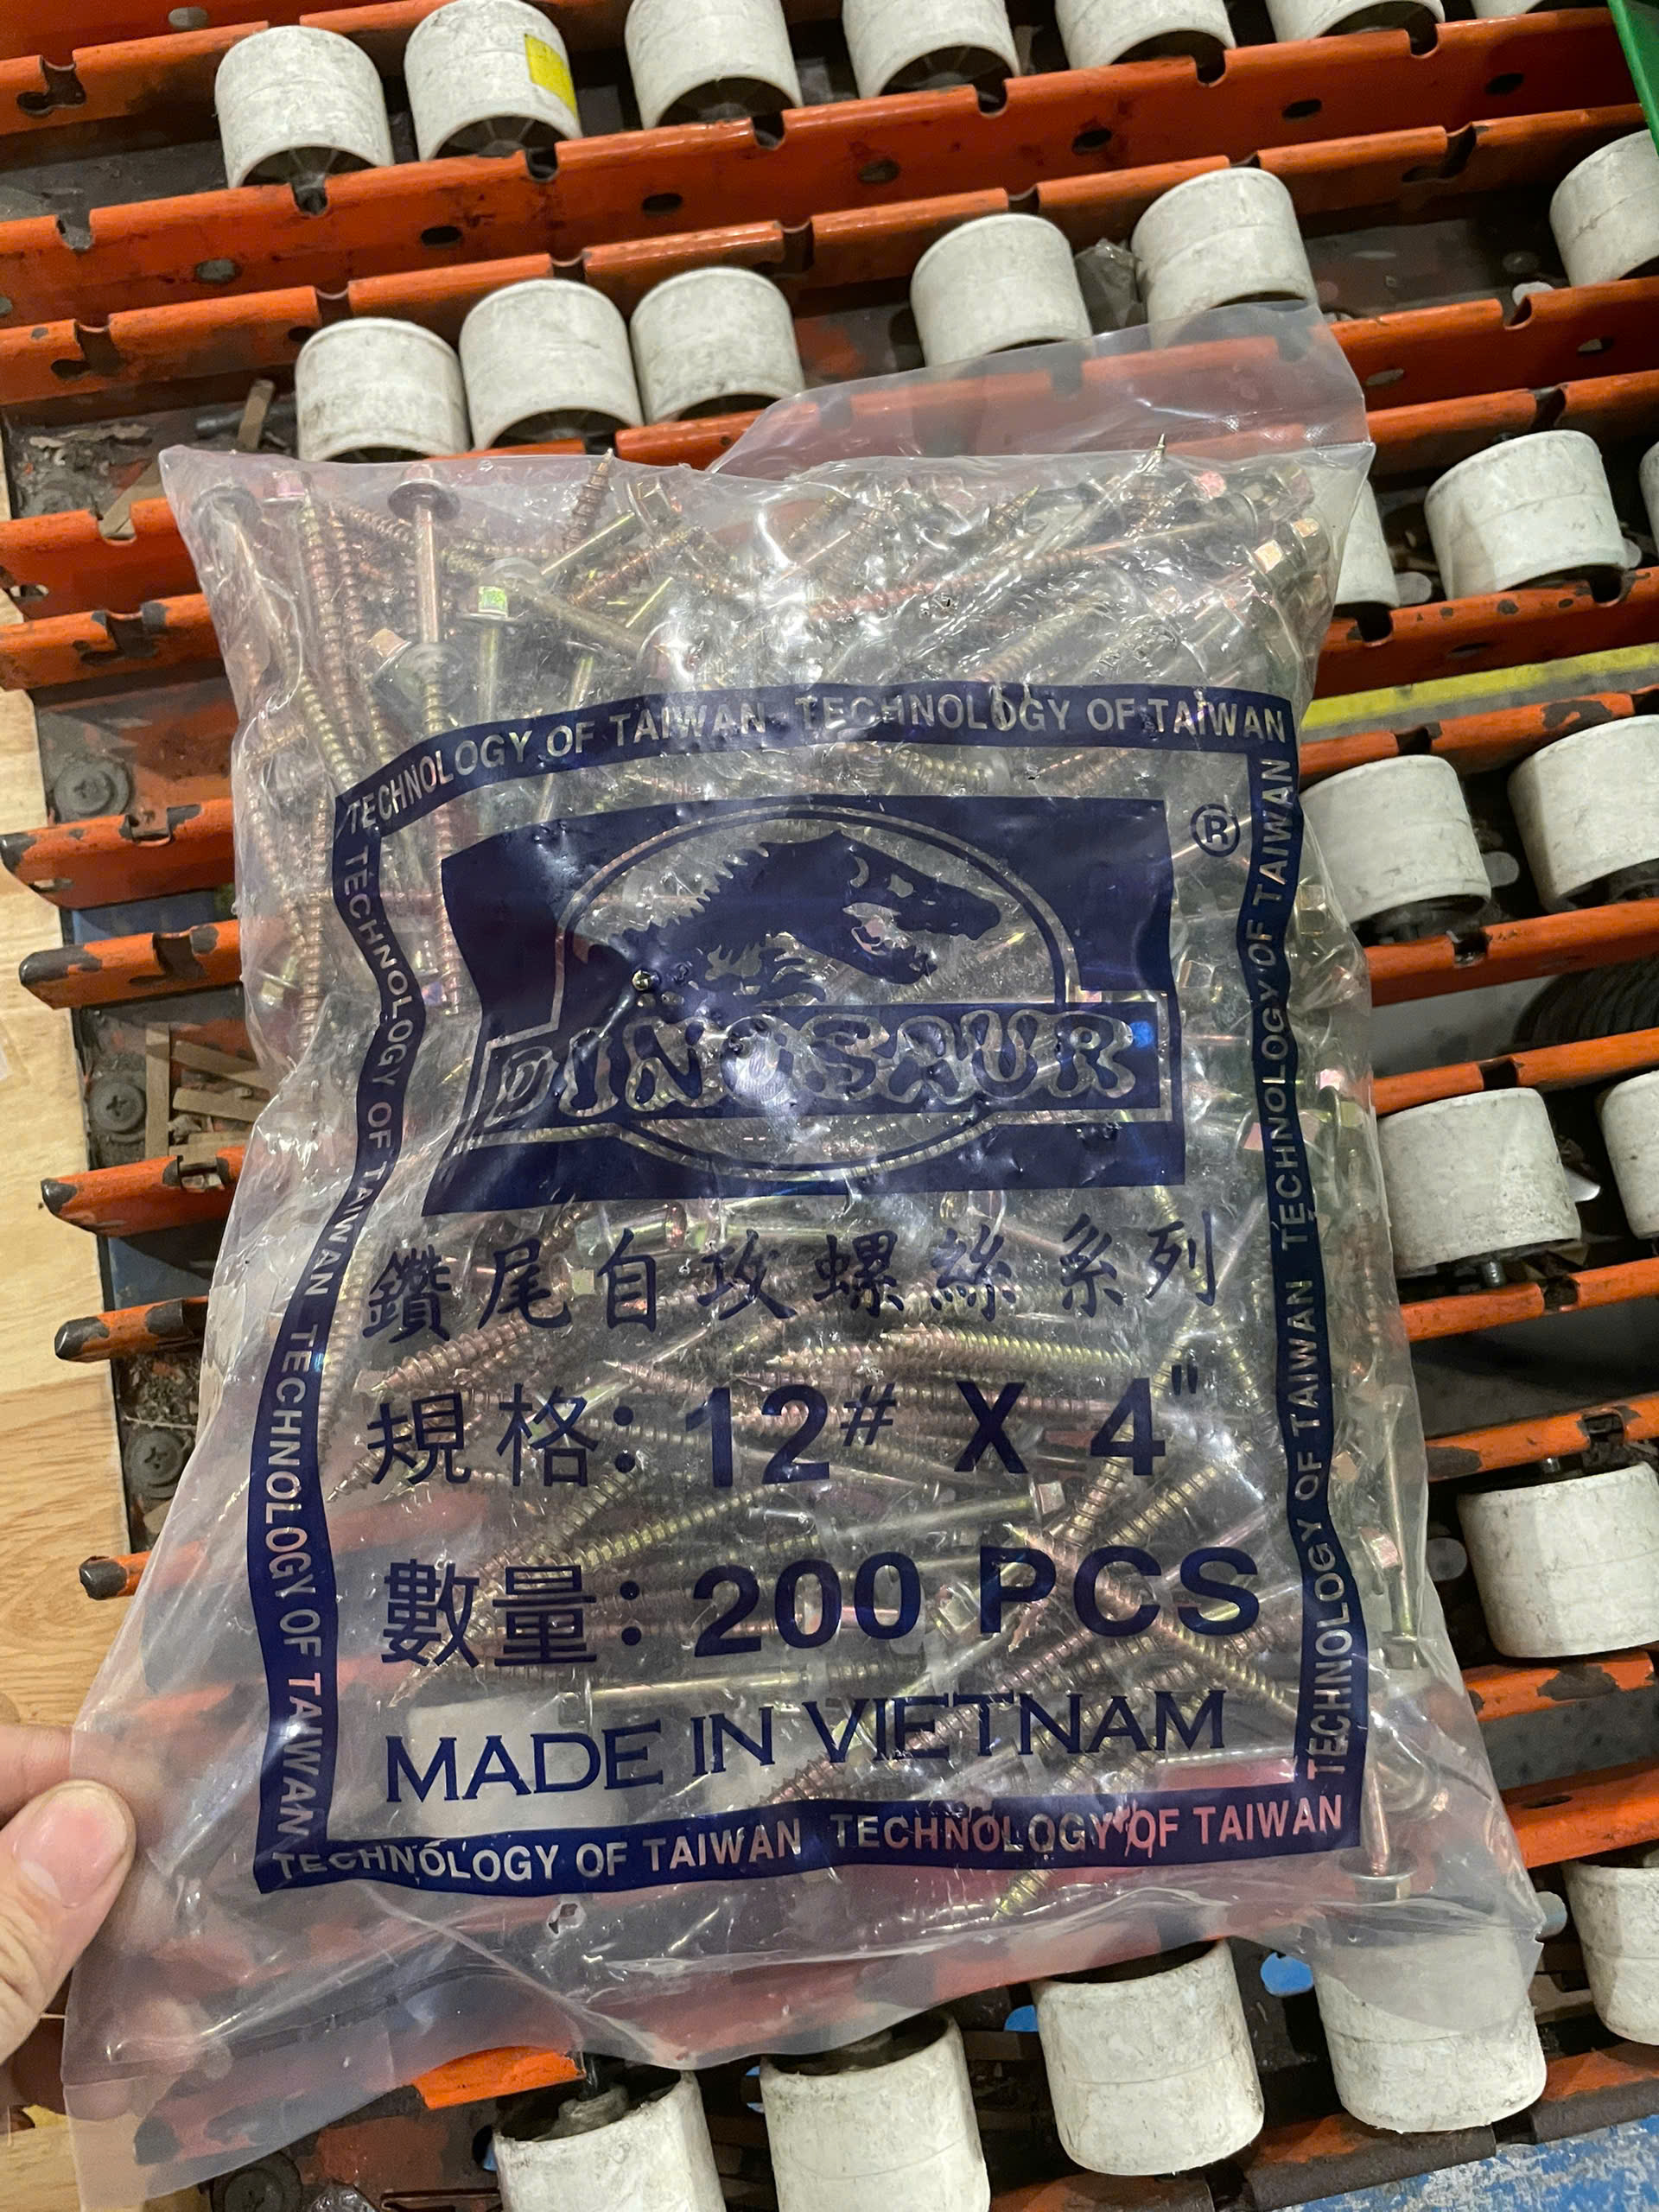 TECHNOLOGY OF TAIWAN TECHNOLOGY OF TAIWAN
®
DINOSAUR
鑽尾自攻螺絲系列
規格: 12# X 4"
數量: 200 PCS
MADE IN VIETNAM
TECHNOLOGY OF TAIWAN TECHNOLOGY OF TAIWAN
TECHNOLOGY OF TAIWAN TECHNOLOGY OF TAIWAN
TECHNOLOGY OF TAIWAN TECHNOLOGY OF TAIWAN